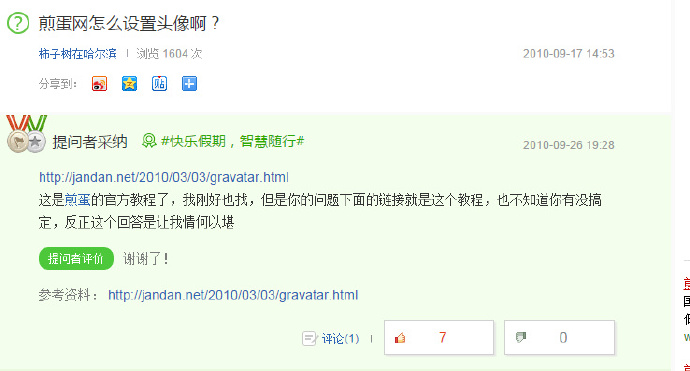 煎蛋网怎么设置头像啊？
柿子树在哈尔滨 | 浏览 1604 次 2010-09-17 14:53
分享到：
提问者采纳 #快乐假期，智慧随行# 2010-09-26 19:28
http://jandan.net/2010/03/03/gravatar.html
这是煎蛋的官方教程了，我刚好也找，但是你的问题下面的链接就是这个教程，也不知道你有没搞
定，反正这个回答是让我情何以堪
提问者评价 谢谢了！
参考资料： http://jandan.net/2010/03/03/gravatar.html
评论(1) | 7 0